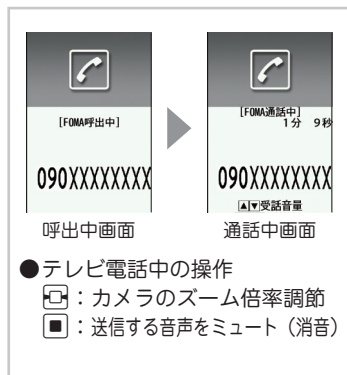 [FOMA呼出中]
090XXXXXXXX
呼出中画面
[FOMA通話中]
1分 9秒
090XXXXXXXX
▲▼受話音量
通話中画面
●テレビ電話中の操作
：カメラのズーム倍率調節
■：送信する音声をミュート（消音）